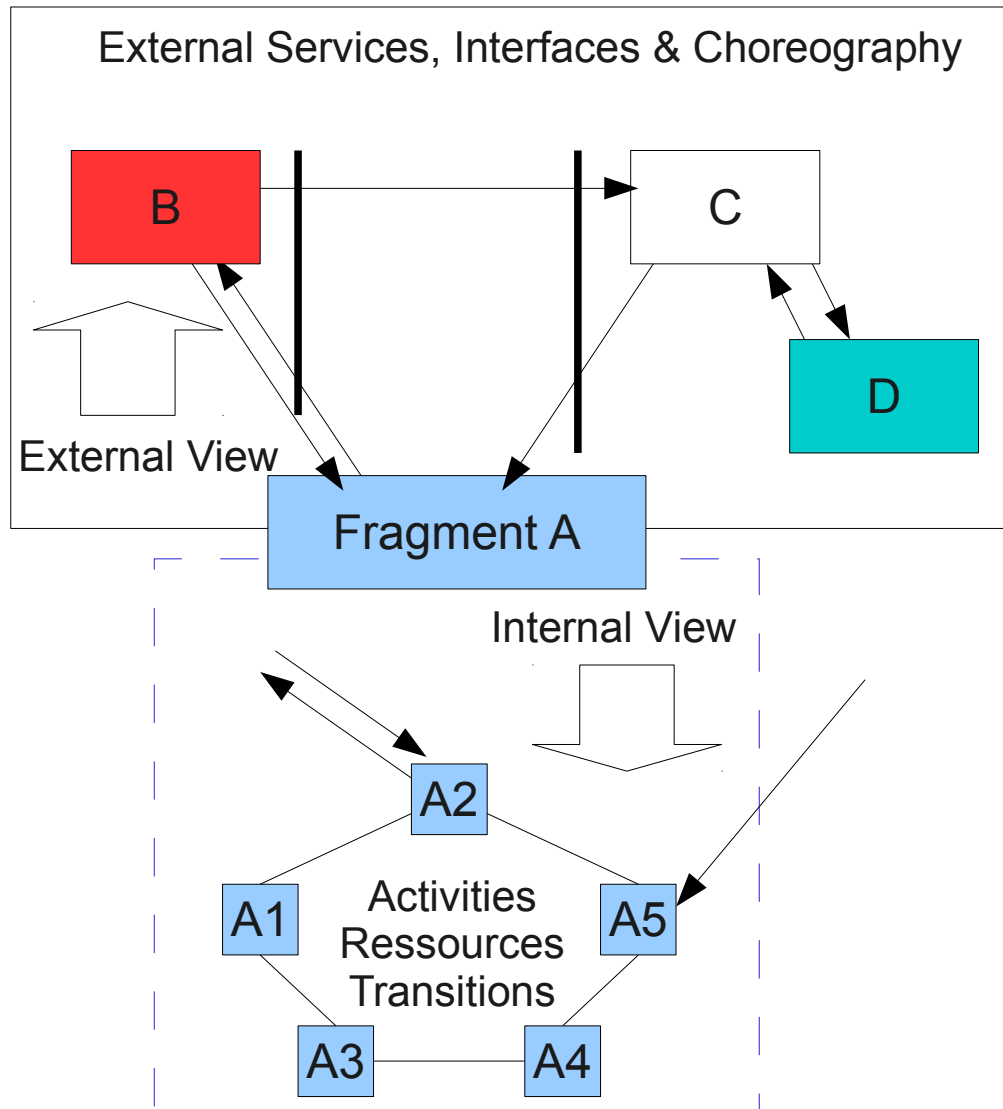 External Services, Interfaces & Choreography
B
C
D
External View
Fragment A
Internal View
A2
A1
Activities
Ressources
Transitions
A5
A3
A4